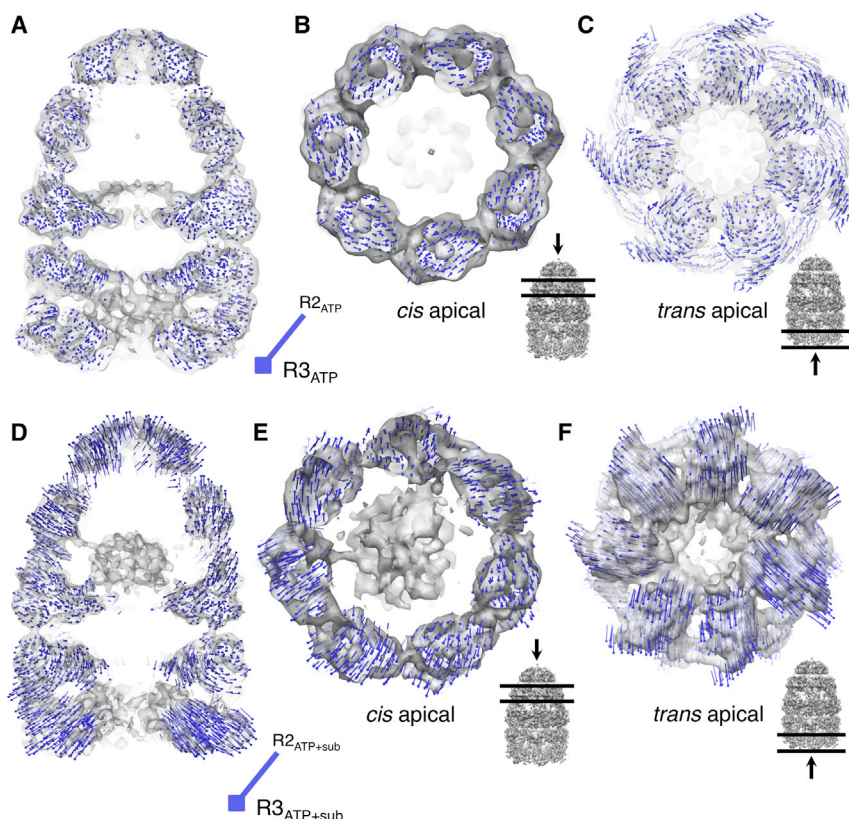 A
B
C
R2ATP
R3ATP
cis apical
trans apical
D
E
F
R2ATP+sub
R3ATP+sub
cis apical
trans apical